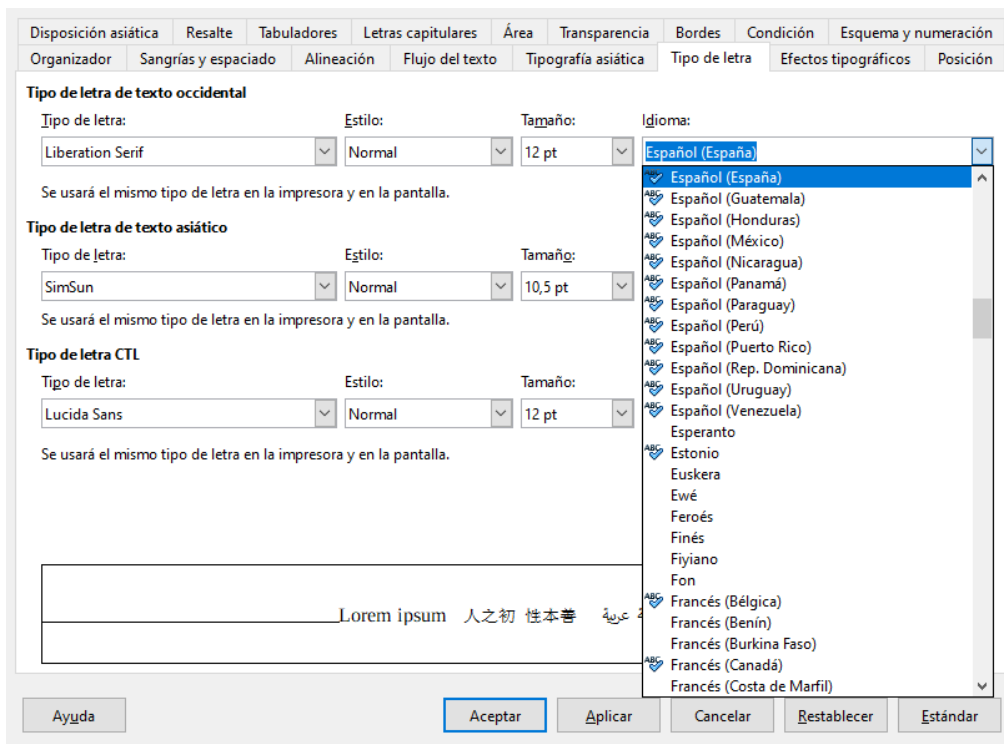 Disposición asiática Resalte Tabuladores Letras capitulares Área Transparencia Bordes Condición Esquema y numeración
Organizador Sangrías y espaciado Alineación Flujo del texto Tipografía asiática Tipo de letra Efectos tipográficos Posición
Tipo de letra de texto occidental
Tipo de letra: Estilo: Tamaño: Idioma:
Liberation Serif Normal 12 pt Español (España)
Se usará el mismo tipo de letra en la impresora y en la pantalla.
Tipo de letra de texto asiático
Tipo de letra: Estilo: Tamaño:
SimSun Normal 10,5 pt
Se usará el mismo tipo de letra en la impresora y en la pantalla.
Tipo de letra CTL
Tipo de letra: Estilo: Tamaño:
Lucida Sans Normal 12 pt
Se usará el mismo tipo de letra en la impresora y en la pantalla.
Español (España)
Español (Guatemala)
Español (Honduras)
Español (México)
Español (Nicaragua)
Español (Panamá)
Español (Paraguay)
Español (Perú)
Español (Puerto Rico)
Español (Rep. Dominicana)
Español (Uruguay)
Español (Venezuela)
Esperanto
Estonio
Euskera
Ewé
Feroés
Finés
Fiyiano
Fon
Francés (Bélgica)
Francés (Benín)
Francés (Burkina Faso)
Francés (Canadá)
Francés (Costa de Marfil)
Lorem ipsum 人之初 性本善 عربية
Ayuda Aceptar Aplicar Cancelar Restablecer Estándar